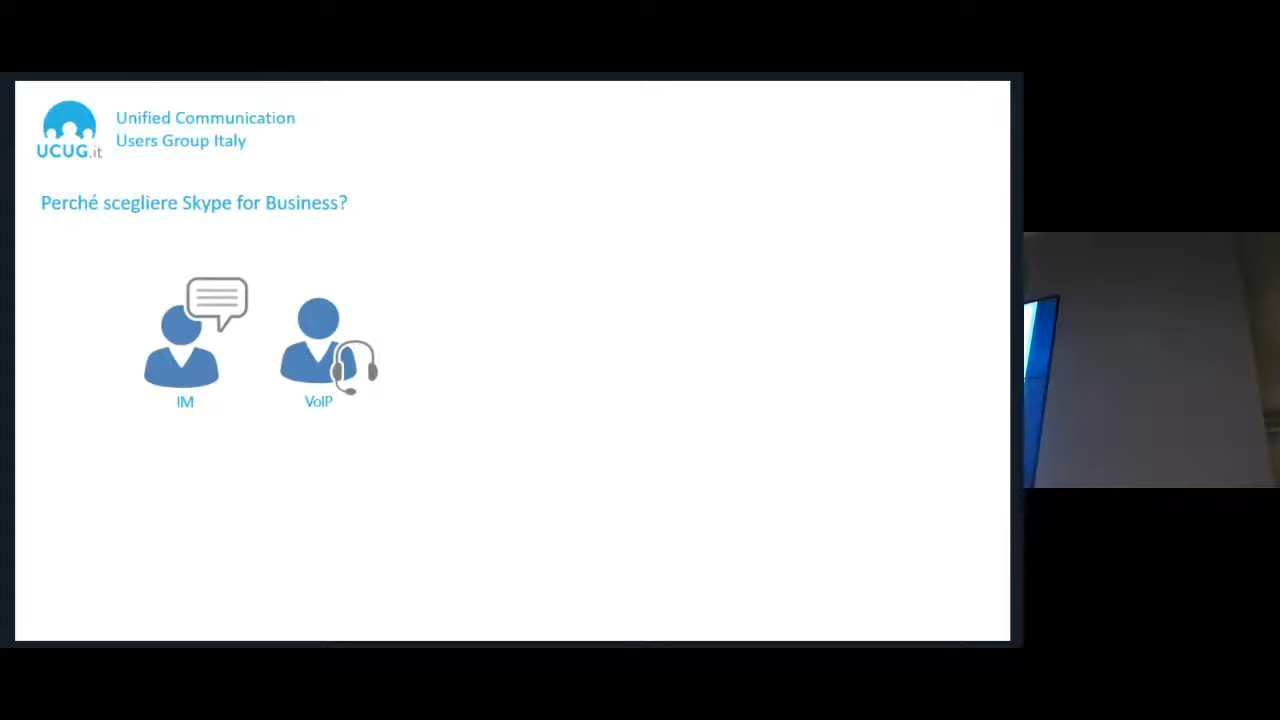 Unified Communication
Users Group Italy
UCUG.it
Perché scegliere Skype for Business?
IM
VoIP